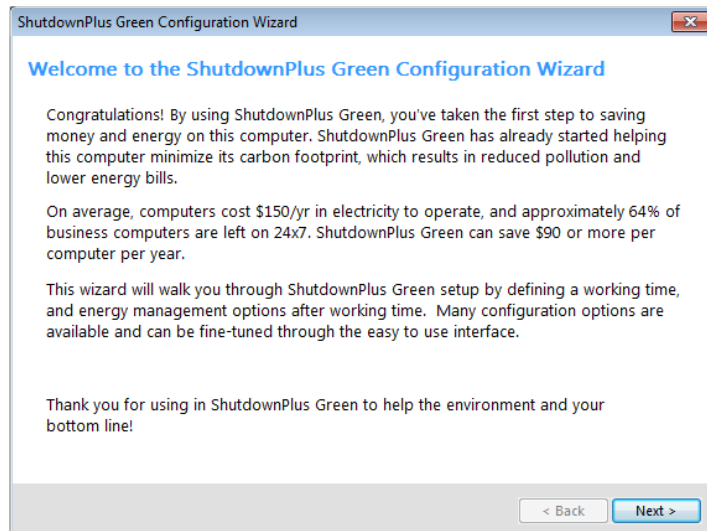 ShutdownPlus Green Configuration Wizard
Welcome to the ShutdownPlus Green Configuration Wizard
Congratulations! By using ShutdownPlus Green, you've taken the first step to saving
money and energy on this computer. ShutdownPlus Green has already started helping
this computer minimize its carbon footprint, which results in reduced pollution and
lower energy bills.
On average, computers cost $150/yr in electricity to operate, and approximately 64% of
business computers are left on 24x7. ShutdownPlus Green can save $90 or more per
computer per year.
This wizard will walk you through ShutdownPlus Green setup by defining a working time,
and energy management options after working time.  Many configuration options are
available and can be fine-tuned through the easy to use interface.
Thank you for using in ShutdownPlus Green to help the environment and your
bottom line!
< Back Next >